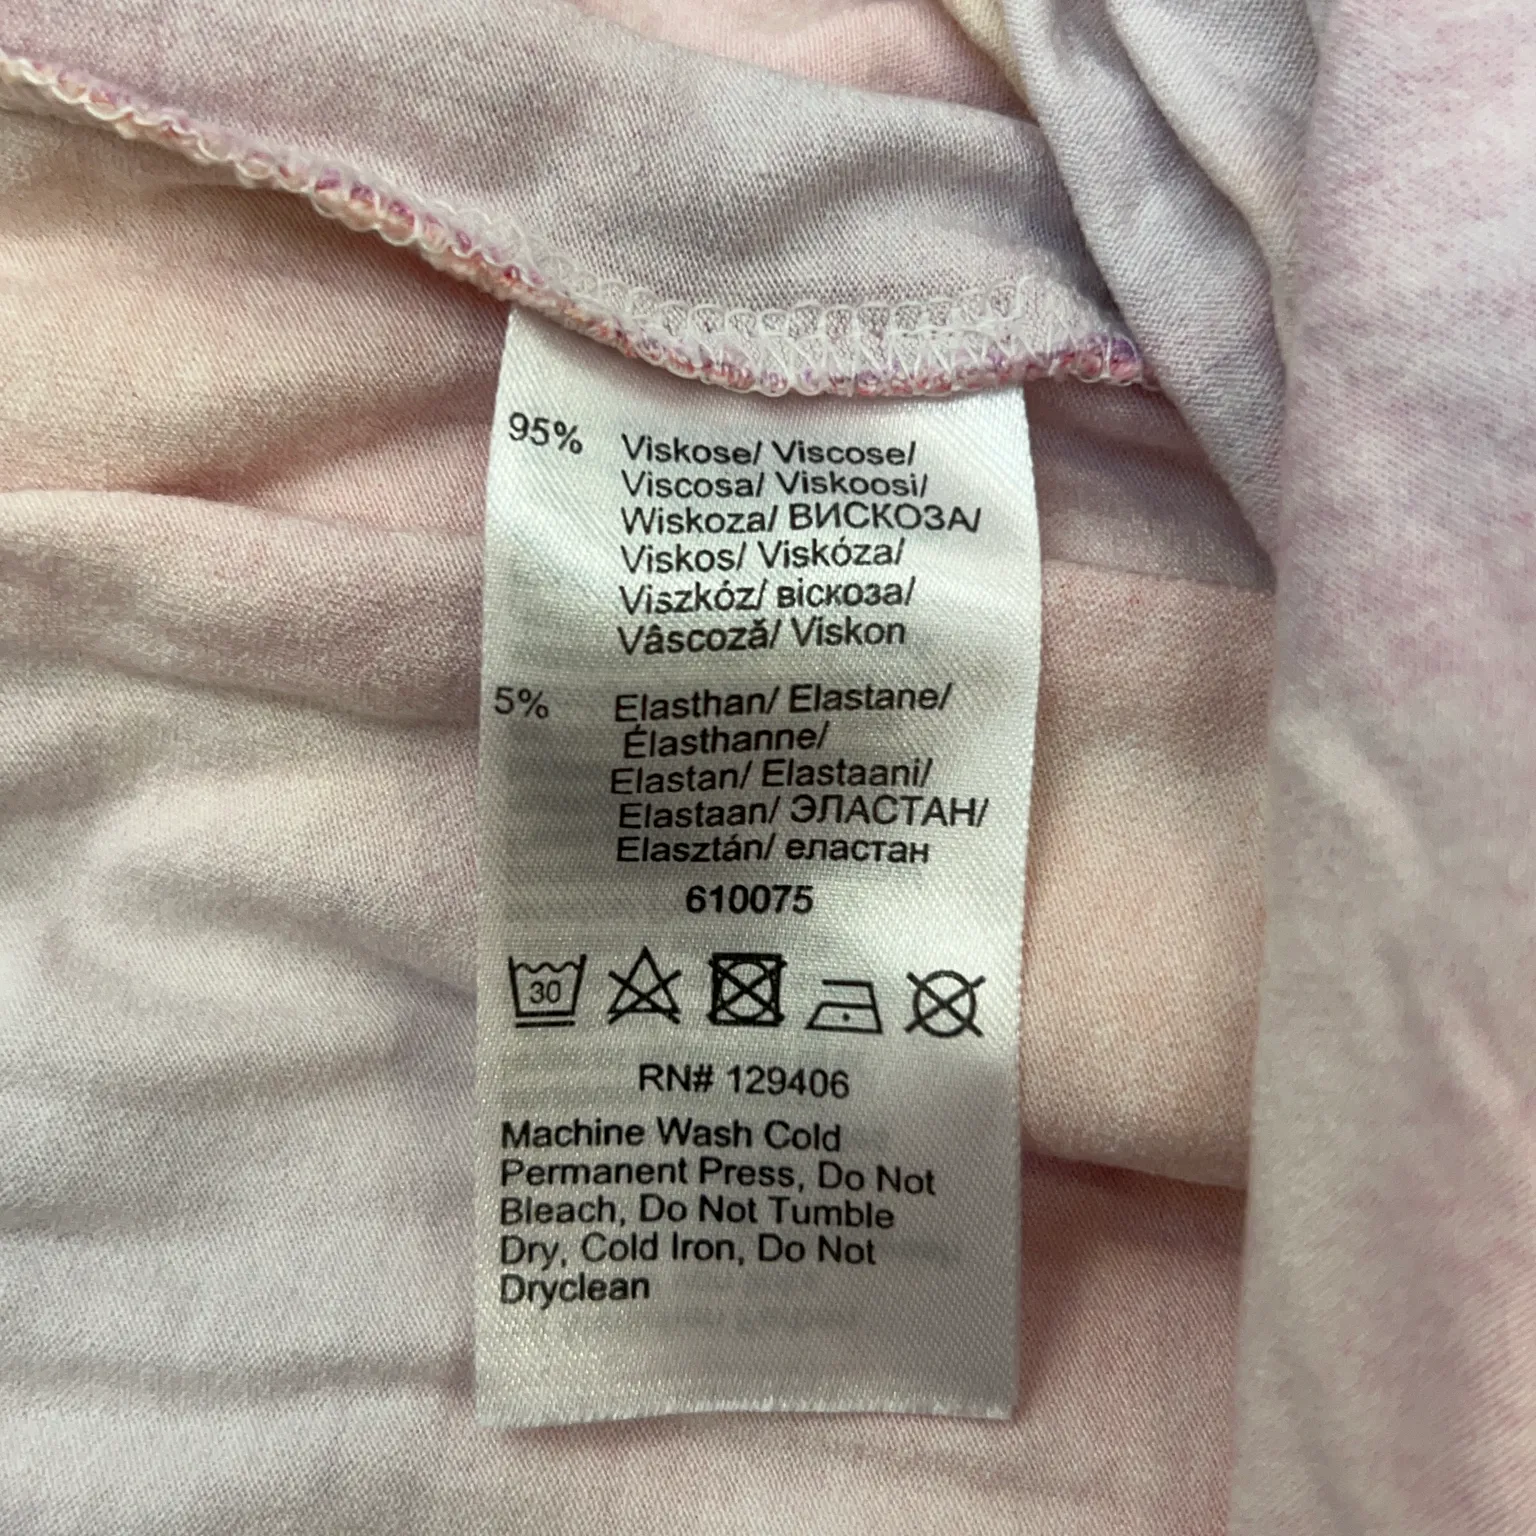 95% Viskose/ Viscose/
Viscosa/ Viskoosi/
Wiskoza/ ВИСКОЗА/
Viskos/ Viskóza/
Viszkóz/ віскоза/
Vâscoză/ Viskon
5% Elasthan/ Elastane/
Élasthanne/
Elastan/ Elastaani/
Elastaan/ ЭЛАСТАН/
Elasztán/ еластан
610075
30
RN# 129406
Machine Wash Cold
Permanent Press, Do Not
Bleach, Do Not Tumble
Dry, Cold Iron, Do Not
Dryclean